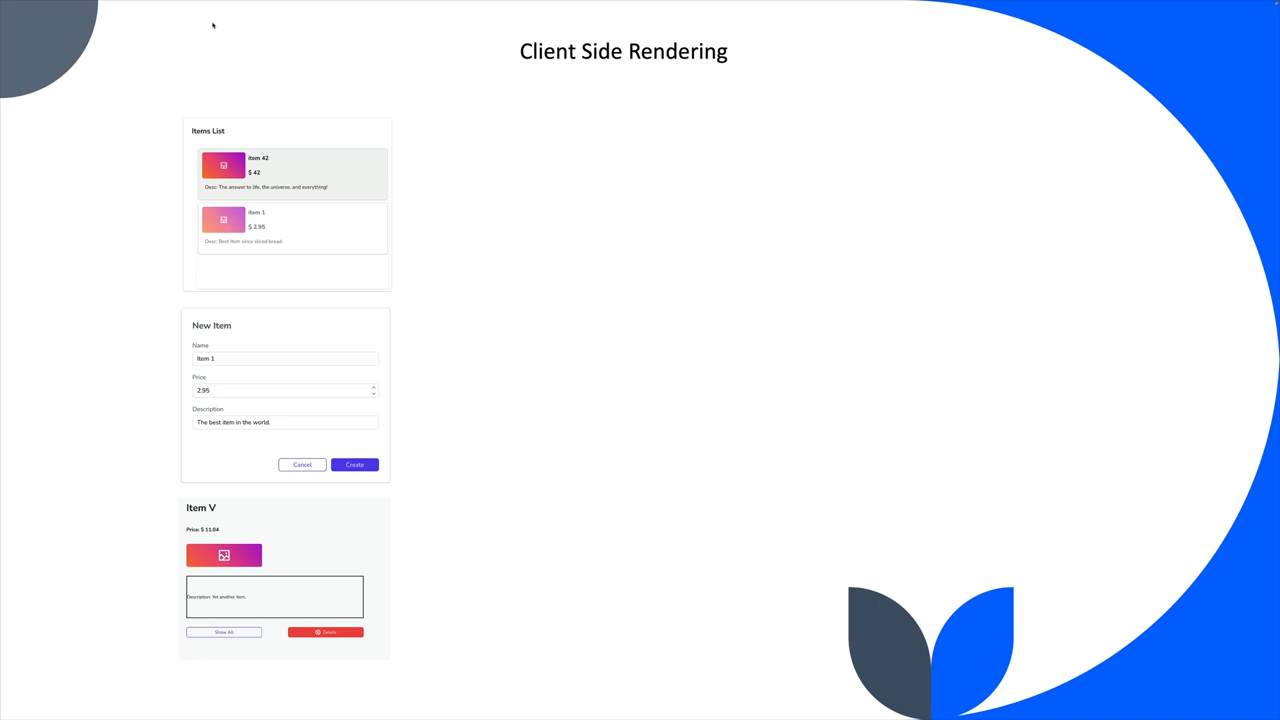 Client Side Rendering
Items List
item 42
$ 42
Desc: The answer to life, the universe, and everything!
item 1
$ 2.95
Desc: Best item since sliced bread.
New Item
Name
Item 1
Price
2.95
Description
The best item in the world.
Cancel
Create
Item V
Price: $ 11.04
Description: Yet another item.
Show All
Delete